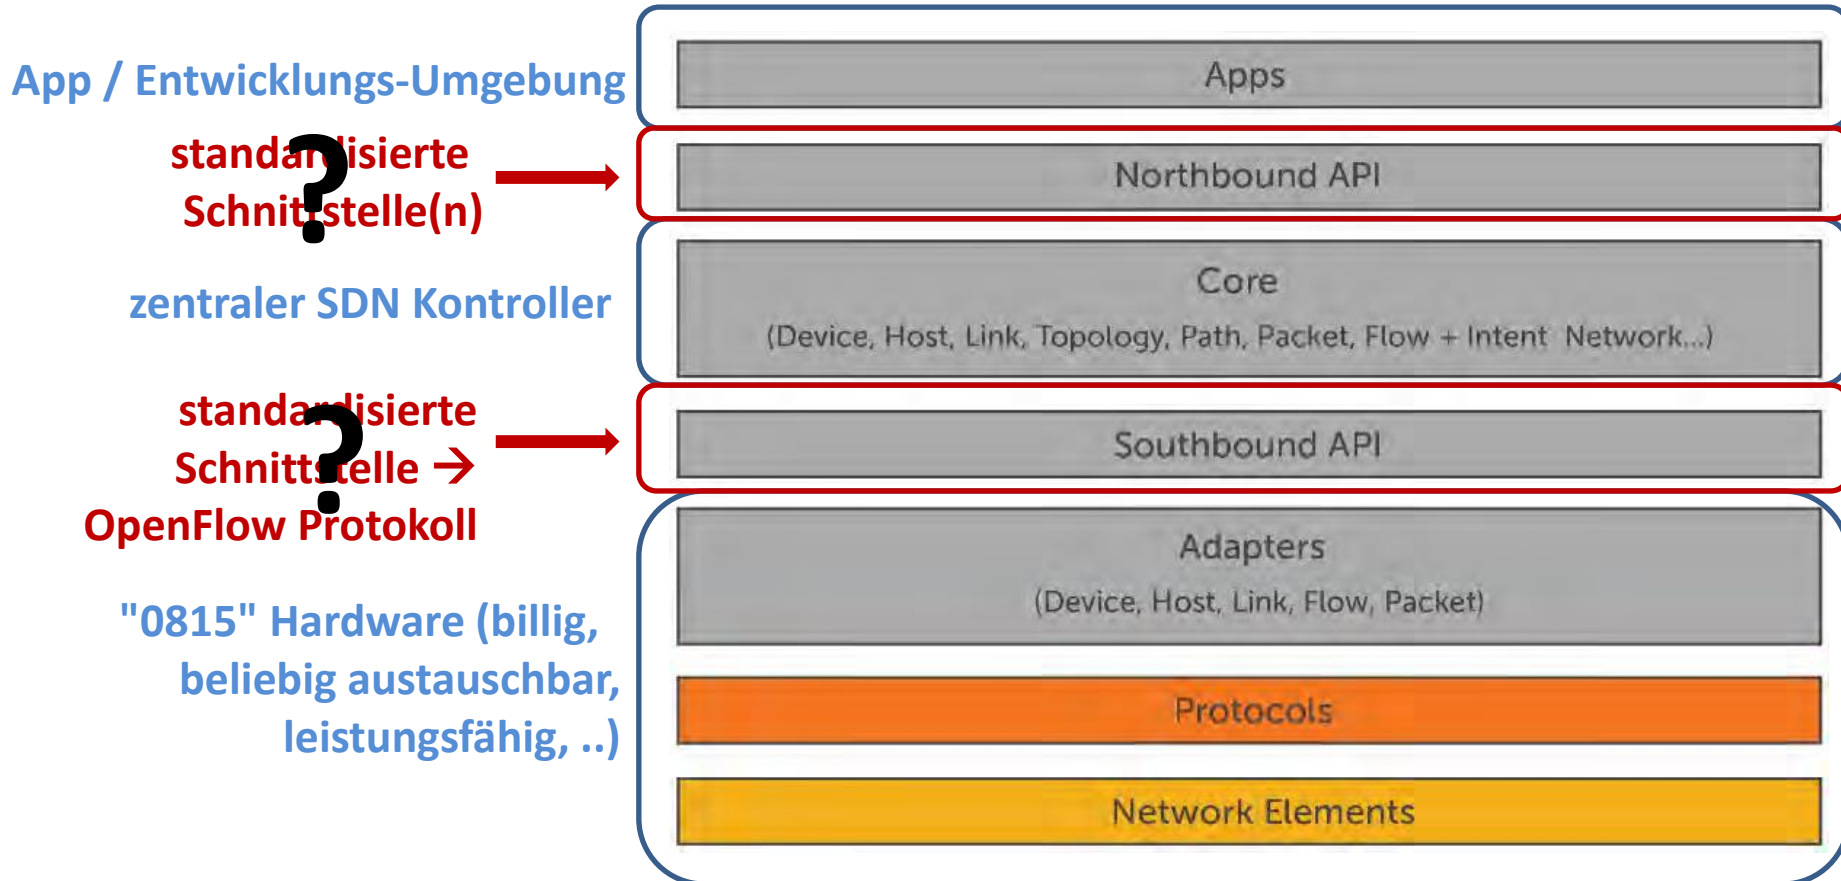 App / Entwicklungs-Umgebung
Apps
standardisierte
Schnittstelle(n)
?
Northbound API
zentraler SDN Kontroller
Core
(Device, Host, Link, Topology, Path, Packet, Flow + Intent Network...)
standardisierte
Schnittstelle →
OpenFlow Protokoll
?
Southbound API
"0815" Hardware (billig,
beliebig austauschbar,
leistungsfähig, ..)
Adapters
(Device, Host, Link, Flow, Packet)
Protocols
Network Elements